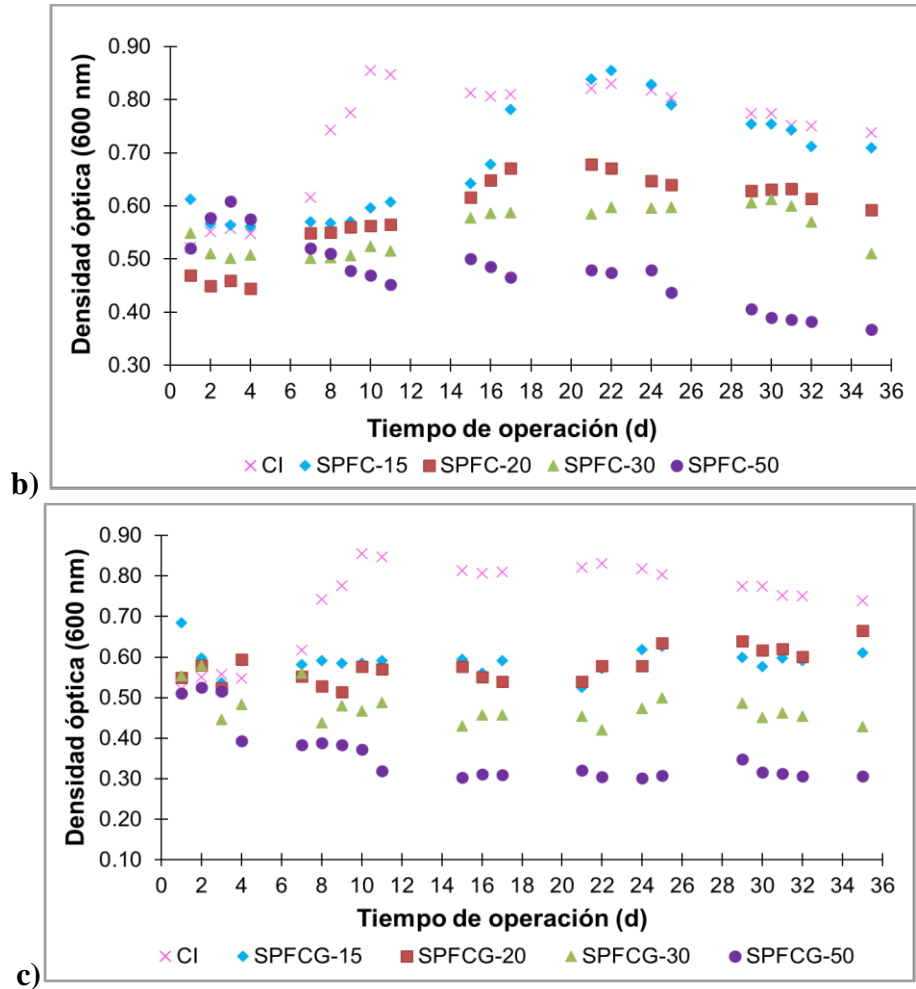 Densidad óptica (600 nm)
0.90
0.80
0.70
0.60
0.50
0.40
0.30
0 2 4 6 8 10 12 14 16 18 20 22 24 26 28 30 32 34 36
Tiempo de operación (d)
CI SPFC-15 SPFC-20 SPFC-30 SPFC-50
b)
Densidad óptica (600 nm)
0.90
0.80
0.70
0.60
0.50
0.40
0.30
0.20
0.10
0 2 4 6 8 10 12 14 16 18 20 22 24 26 28 30 32 34 36
Tiempo de operación (d)
CI SPFCG-15 SPFCG-20 SPFCG-30 SPFCG-50
c)